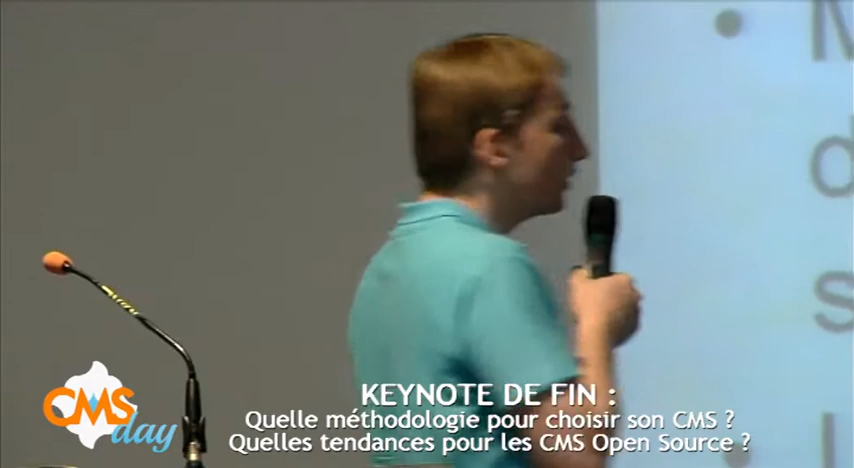 KEYNOTE DE FIN :
Quelle méthodologie pour choisir son CMS ?
Quelles tendances pour les CMS Open Source ?
CMS
day